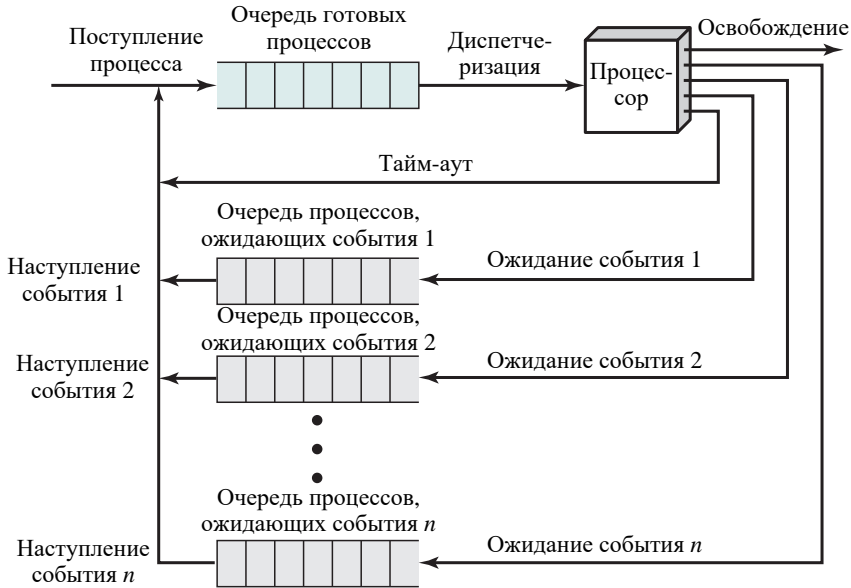 Поступление
процесса
Очередь готовых
процессов
Диспетче-
ризация
Процес-
сор
Освобождение
Тайм-аут
Очередь процессов,
ожидающих события 1
Наступление
события 1
Ожидание события 1
Очередь процессов,
ожидающих события 2
Наступление
события 2
Ожидание события 2
Очередь процессов,
ожидающих события n
Наступление
события n
Ожидание события n